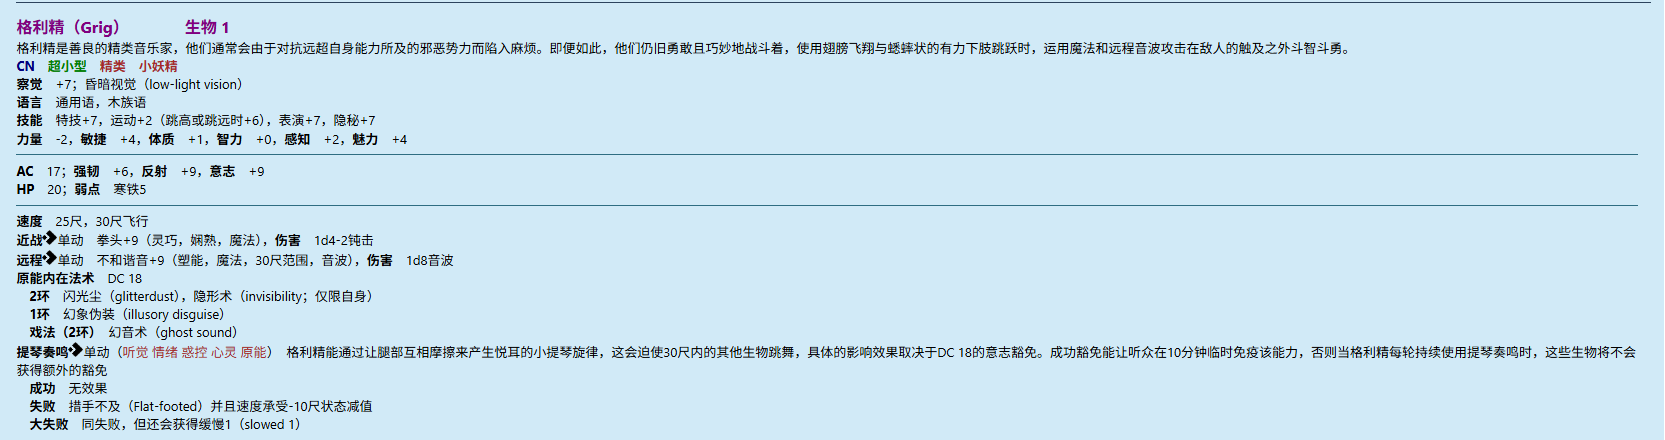 格利精（Grig） 生物 1
格利精是善良的精类音乐家，他们通常会由于对抗远超自身能力所及的邪恶势力而陷入麻烦。即便如此，他们仍旧勇敢且巧妙地战斗着，使用翅膀飞翔与蟋蟀状的有力下肢跳跃时，运用魔法和远程音波攻击在敌人的触及之外斗智斗勇。
CN 超小型 精类 小妖精
察觉 +7；昏暗视觉（low-light vision）
语言 通用语，木族语
技能 特技+7，运动+2（跳高或跳远时+6），表演+7，隐秘+7
力量 -2，敏捷 +4，体质 +1，智力 +0，感知 +2，魅力 +4
AC 17；强韧 +6，反射 +9，意志 +9
HP 20；弱点 寒铁5
速度 25尺，30尺飞行
近战 单动 拳头+9（灵巧，娴熟，魔法），伤害 1d4-2钝击
远程 单动 不和谐音+9（塑能，魔法，30尺范围，音波），伤害 1d8音波
原能内在法术 DC 18
2环 闪光尘（glitterdust），隐形术（invisibility；仅限自身）
1环 幻象伪装（illusory disguise）
戏法（2环） 幻音术（ghost sound）
提琴奏鸣 单动（听觉 情绪 惑控 心灵 原能） 格利精能通过让腿部互相摩擦来产生悦耳的小提琴旋律，这会迫使30尺内的其他生物跳舞，具体的影响效果取决于DC 18的意志豁免。成功豁免能让听众在10分钟临时免疫该能力，否则当格利精每轮持续使用提琴奏鸣时，这些生物将不会
获得额外的豁免
成功 无效果
失败 措手不及（Flat-footed）并且速度承受-10尺状态减值
大失败 同失败，但还会获得缓慢1（slowed 1）